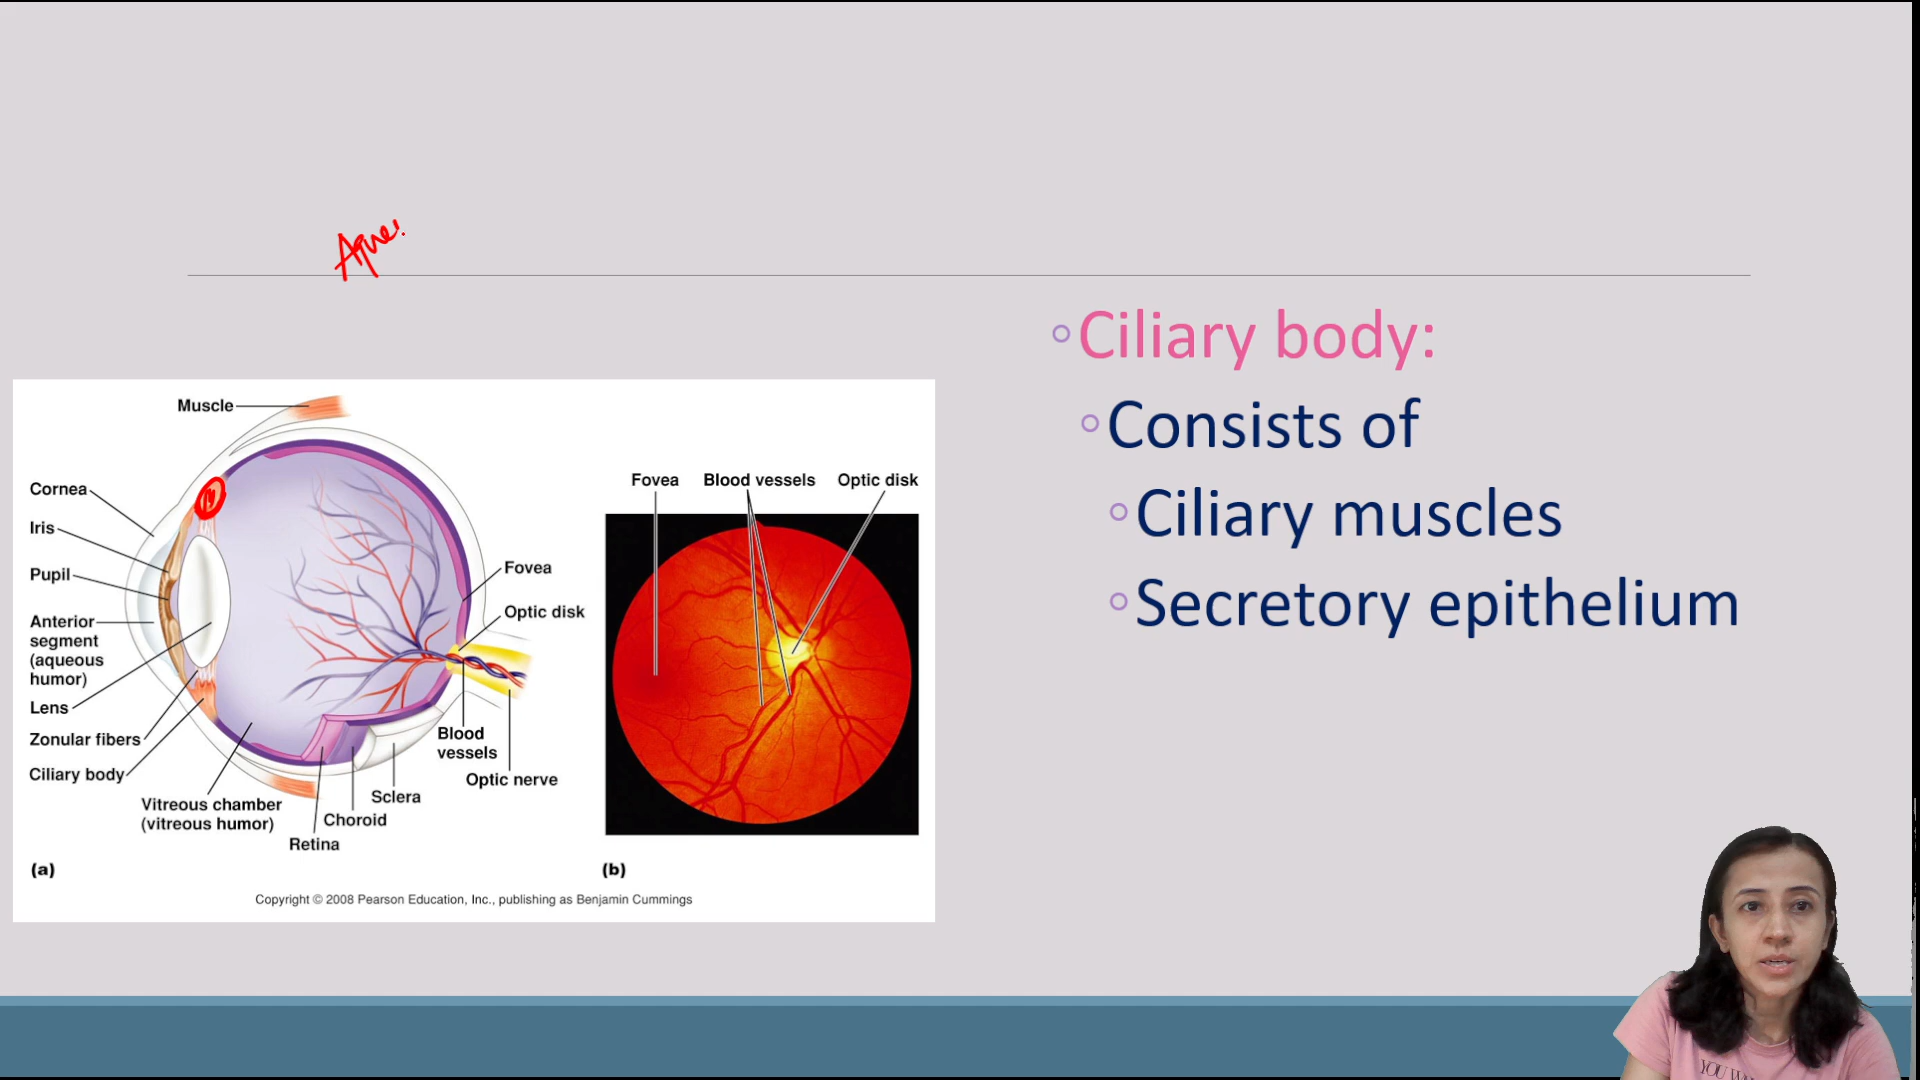 Aque
Ciliary body:
Consists of
Ciliary muscles
Secretory epithelium
Muscle
Cornea
Iris
Pupil
Anterior
segment
(aqueous
humor)
Lens
Zonular fibers
Ciliary body
Vitreous chamber
(vitreous humor)
Retina
Choroid
Sclera
Blood
vessels
Optic nerve
Optic disk
Fovea
(a)
Fovea Blood vessels Optic disk
(b)
Copyright © 2008 Pearson Education, Inc., publishing as Benjamin Cummings
YOU